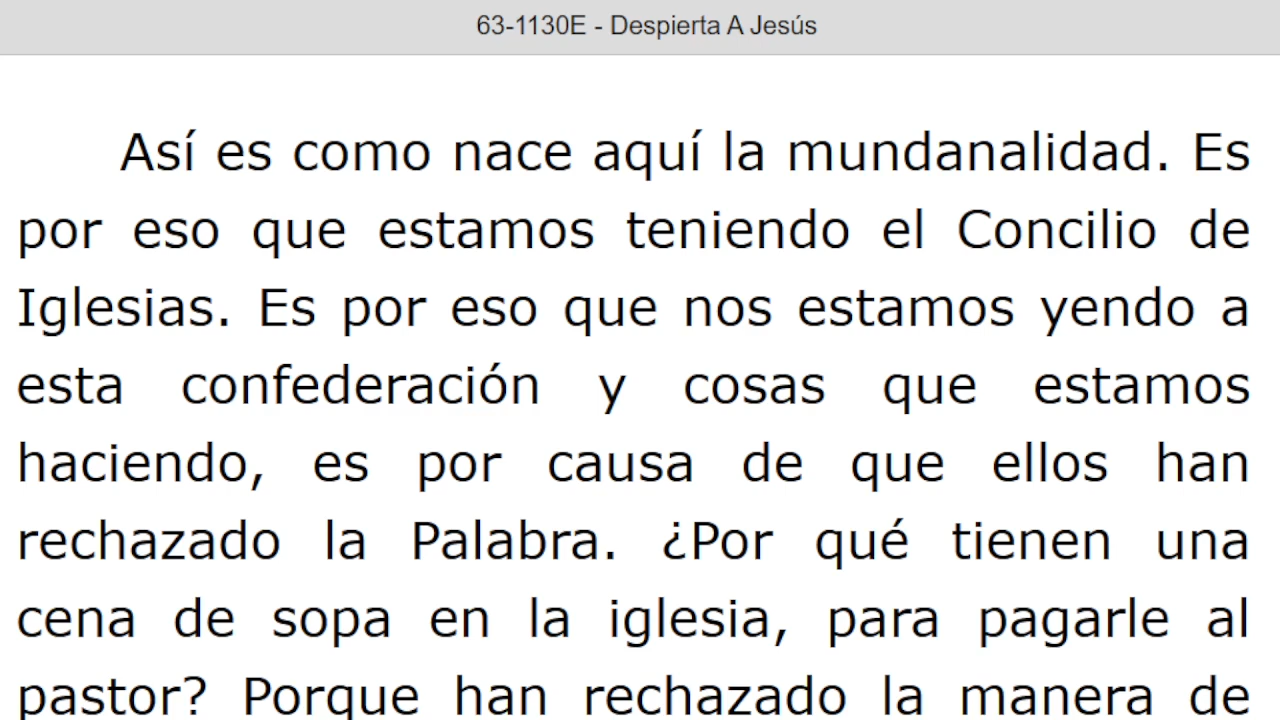 63-1130E - Despierta A Jesús
Así es como nace aquí la mundanalidad. Es
por eso que estamos teniendo el Concilio de
Iglesias. Es por eso que nos estamos yendo a
esta confederación y cosas que estamos
haciendo, es por causa de que ellos han
rechazado la Palabra. ¿Por qué tienen una
cena de sopa en la iglesia, para pagarle al
pastor? Porque han rechazado la manera de